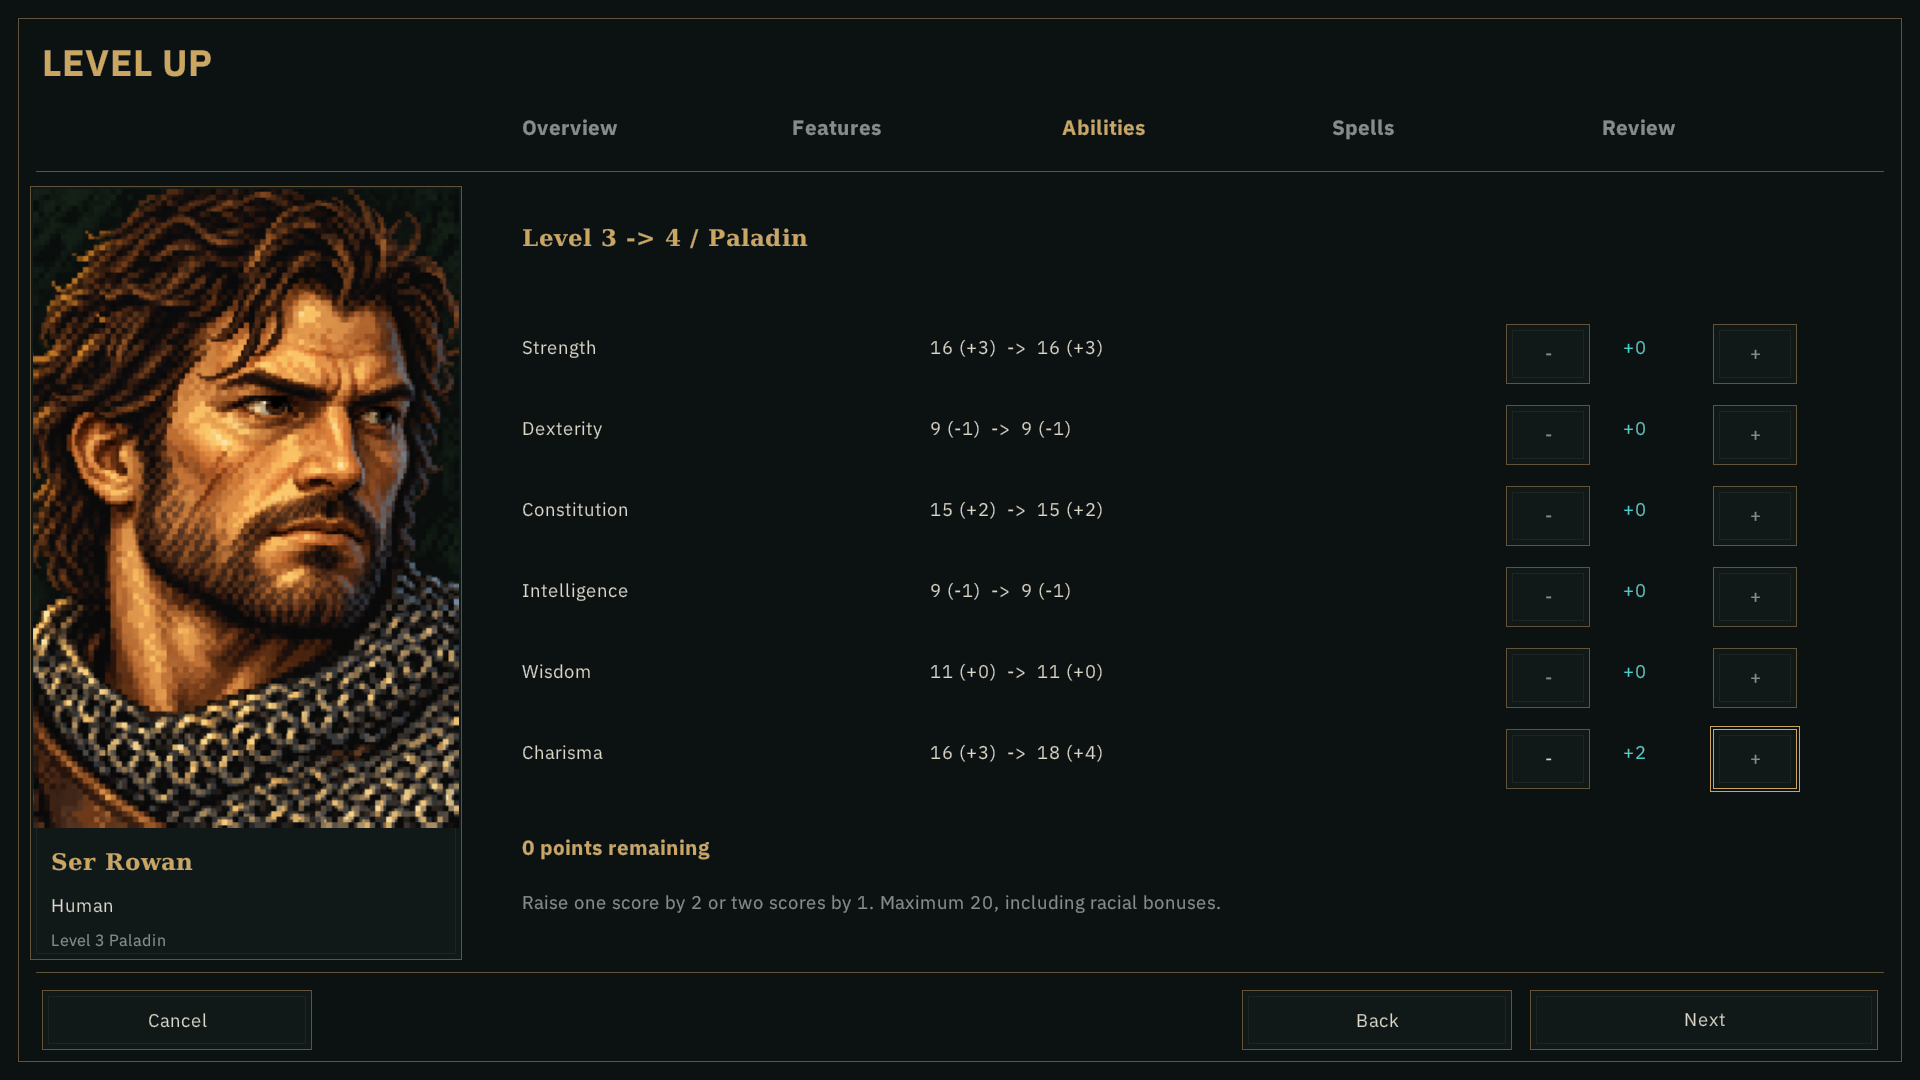 LEVEL UP
Overview Features Abilities Spells Review
Level 3 -> 4 / Paladin
Strength 16 (+3) -> 16 (+3) - +0 +
Dexterity 9 (-1) -> 9 (-1) - +0 +
Constitution 15 (+2) -> 15 (+2) - +0 +
Intelligence 9 (-1) -> 9 (-1) - +0 +
Wisdom 11 (+0) -> 11 (+0) - +0 +
Charisma 16 (+3) -> 18 (+4) - +2 +
0 points remaining
Raise one score by 2 or two scores by 1. Maximum 20, including racial bonuses.
Ser Rowan
Human
Level 3 Paladin
Cancel Back Next